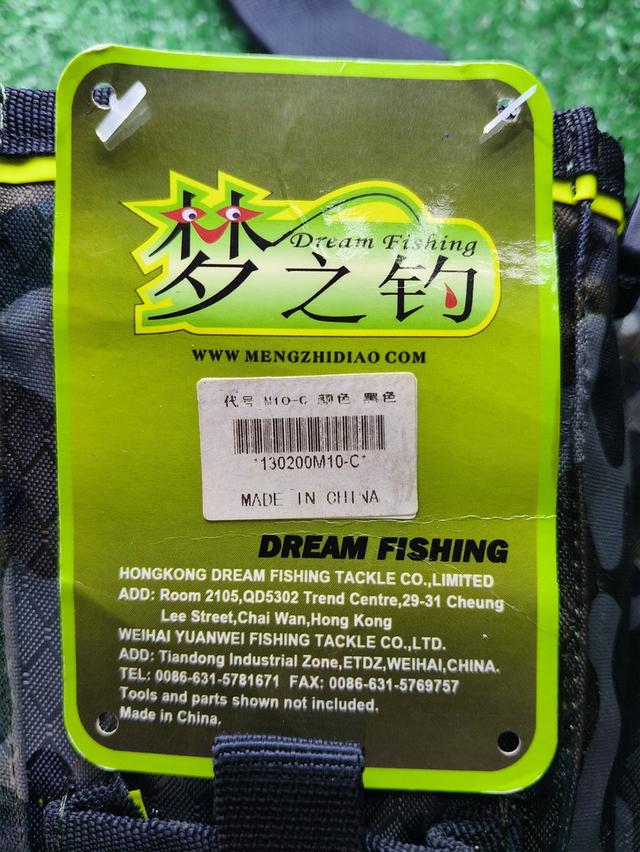 Dream Fishing
梦之钓
WWW MENGZHIDIAO COM
代号 M10-C 颜色 黑色
*130200M10-C*
MADE IN CHINA
DREAM FISHING
HONGKONG DREAM FISHING TACKLE CO.,LIMITED
ADD: Room 2105,QD5302 Trend Centre,29-31 Cheung
Lee Street,Chai Wan,Hong Kong
WEIHAI YUANWEI FISHING TACKLE CO.,LTD.
ADD: Tiandong Industrial Zone,ETDZ,WEIHAI,CHINA.
TEL: 0086-631-5781671 FAX: 0086-631-5769757
Tools and parts shown not included.
Made in China.